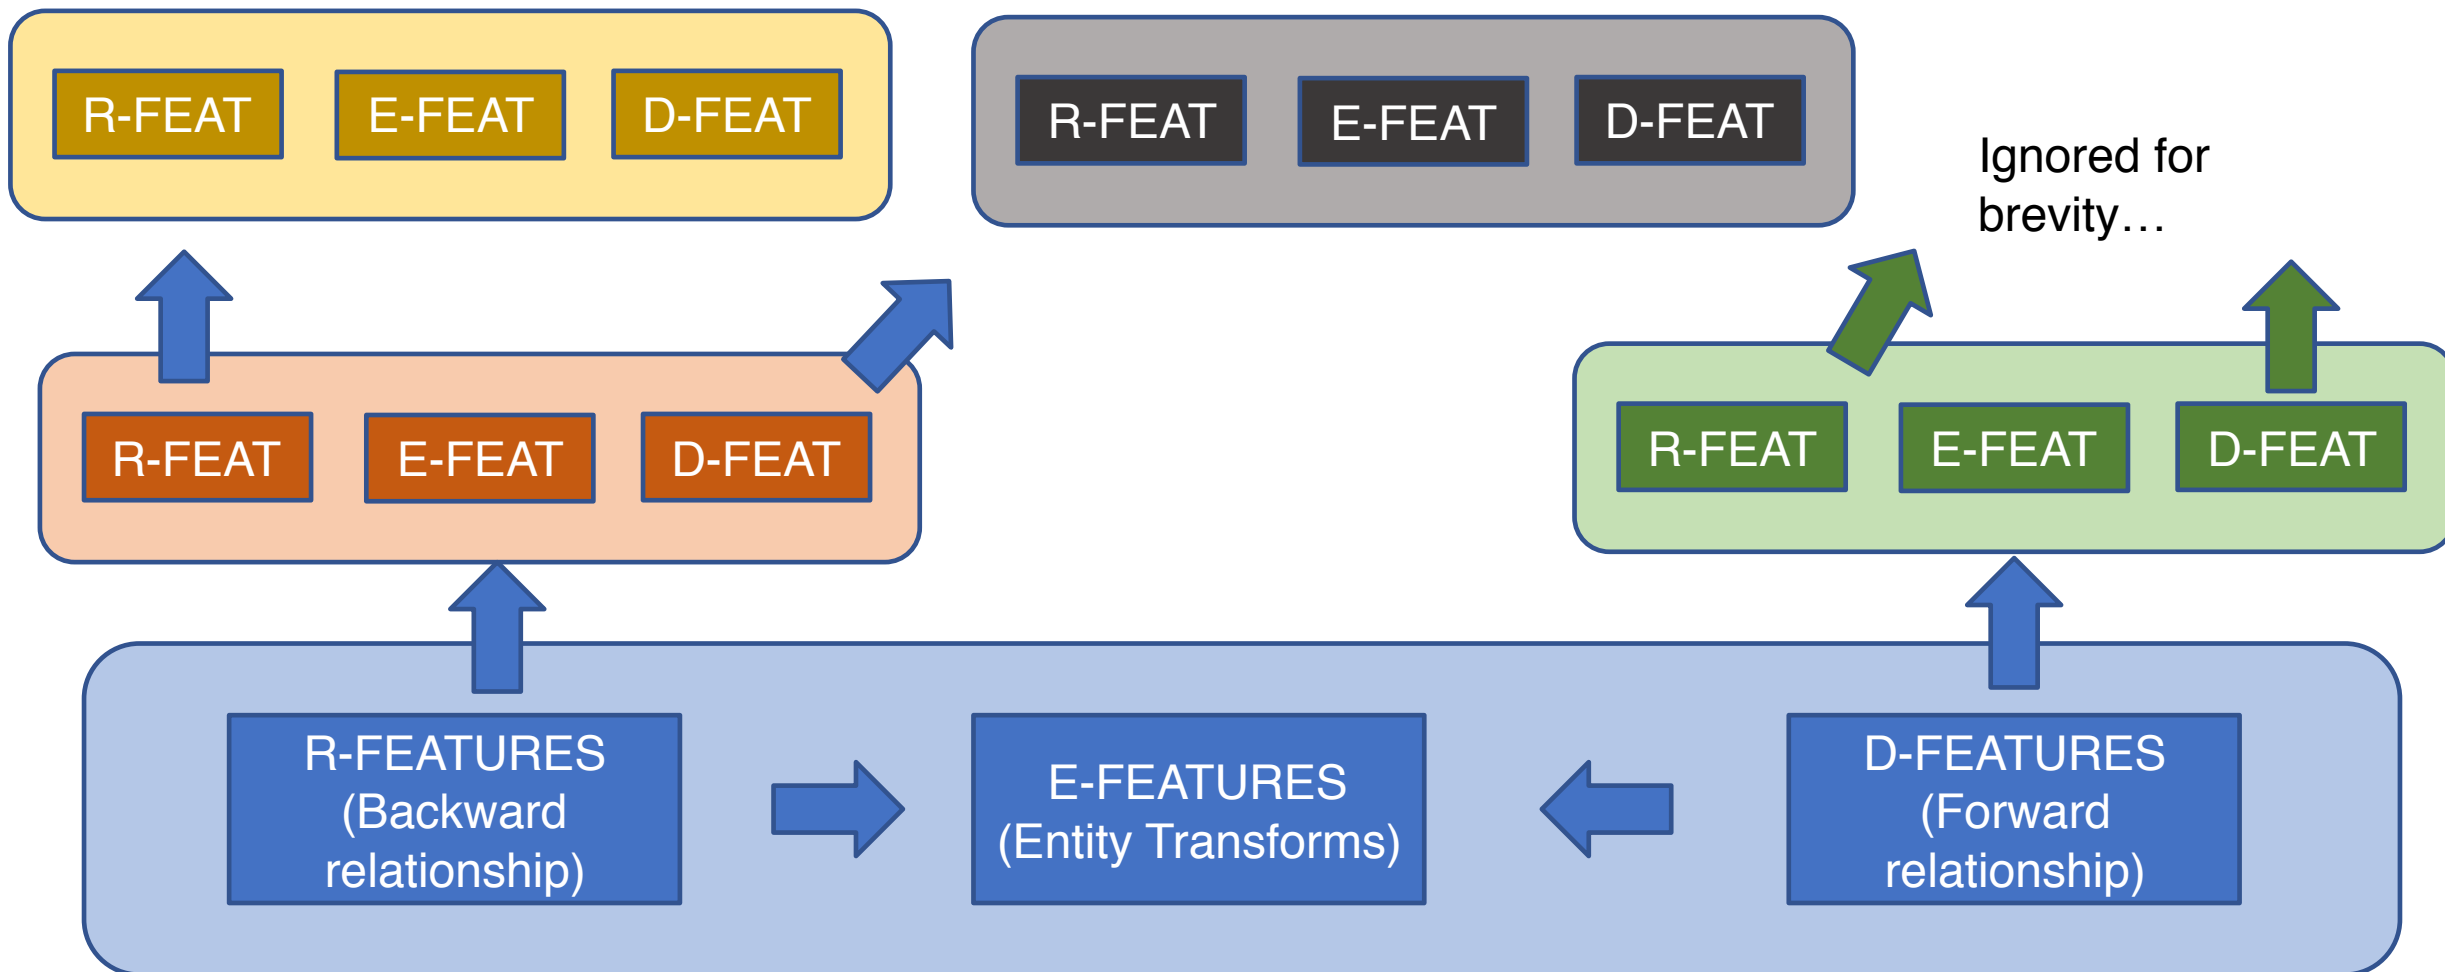 R-FEAT
E-FEAT
D-FEAT
R-FEAT
E-FEAT
D-FEAT
Ignored for
brevity…
R-FEAT
E-FEAT
D-FEAT
R-FEAT
E-FEAT
D-FEAT
R-FEATURES
(Backward
relationship)
E-FEATURES
(Entity Transforms)
D-FEATURES
(Forward
relationship)